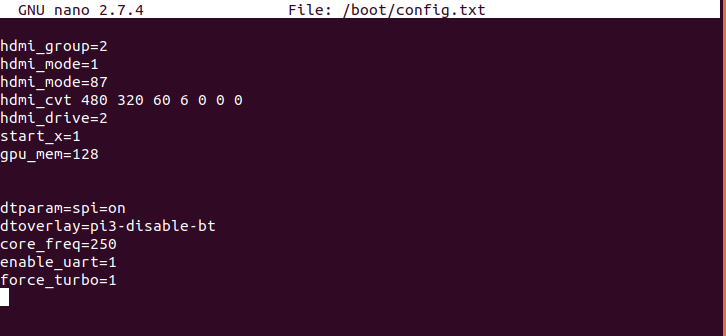 GNU nano 2.7.4 File: /boot/config.txt
hdmi_group=2
hdmi_mode=1
hdmi_mode=87
hdmi_cvt 480 320 60 6 0 0 0
hdmi_drive=2
start_x=1
gpu_mem=128
dtparam=spi=on
dtoverlay=pi3-disable-bt
core_freq=250
enable_uart=1
force_turbo=1